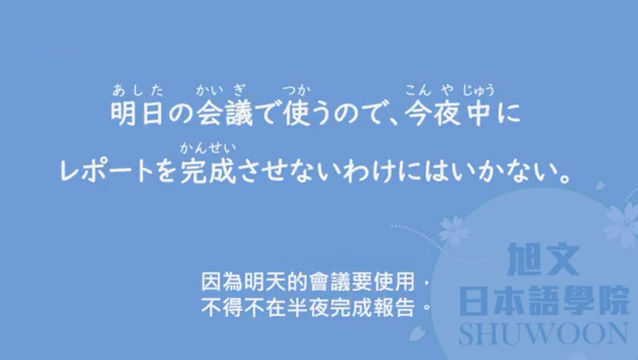 あした かいぎ つか こんやじゅう
明日の会議で使うので、今夜中に
かんせい
レポートを完成させないわけにはいかない。
因為明天的會議要使用，
不得不在半夜完成報告。
旭文
日本語學院
SHUWOON